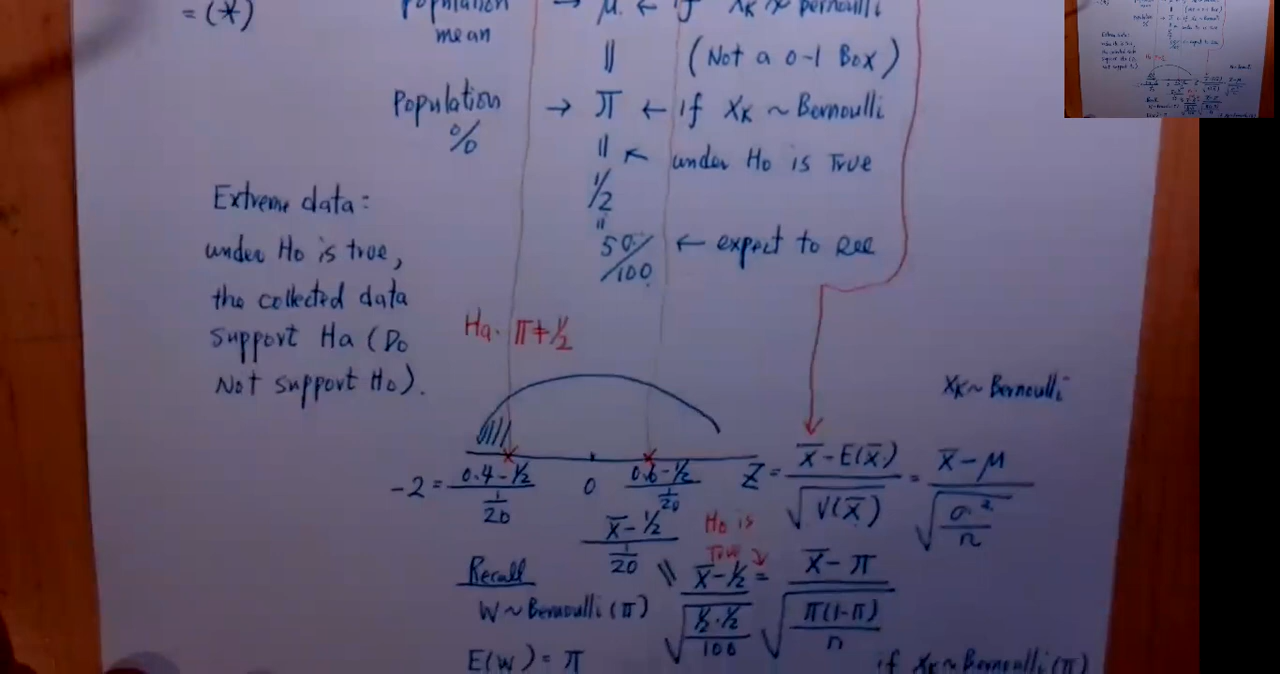 = (*)
Population mean → μ ← if XK ≁ Bernoulli
|| (Not a 0-1 Box)
Population % → π ← if XK ~ Bernoulli
|| ← under Ho is True
1/2
||
50/100 ← expect to see
Extreme data:
under Ho is true,
the collected data
support Ha (Do
Not support Ho).
Ha: π ≠ 1/2
XK ~ Bernoulli
-2 = (0.4 - 1/2) / (1/20)
0
(0.6 - 1/2) / (1/20)
Z = (X̄ - E(X̄)) / √V(X̄) = (X̄ - μ) / √(σ²/n)
(X̄ - 1/2) / (1/20)
Ho is
True
|| (X̄ - 1/2) / √(1/2 · 1/2 / 100) = (X̄ - π) / √(π(1-π) / n)
Recall
W ~ Bernoulli (π)
E(W) = π
if XK ~ Bernoulli (π)